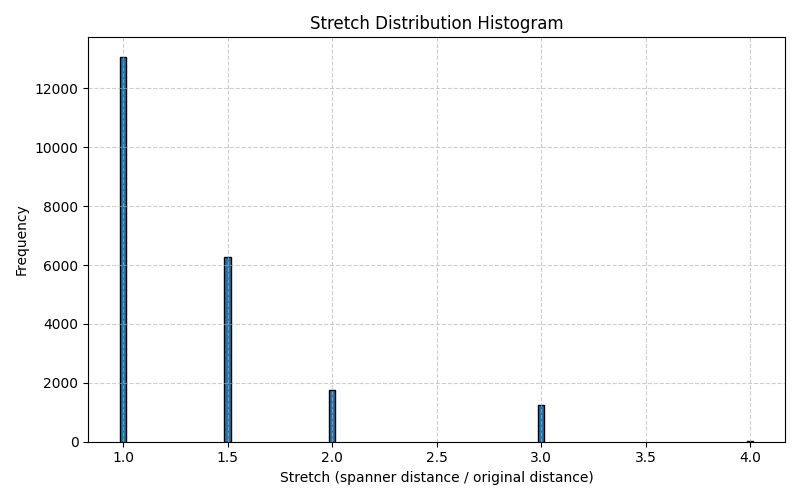 Stretch Distribution Histogram
Frequency
12000
10000
8000
6000
4000
2000
0
1.0 1.5 2.0 2.5 3.0 3.5 4.0
Stretch (spanner distance / original distance)